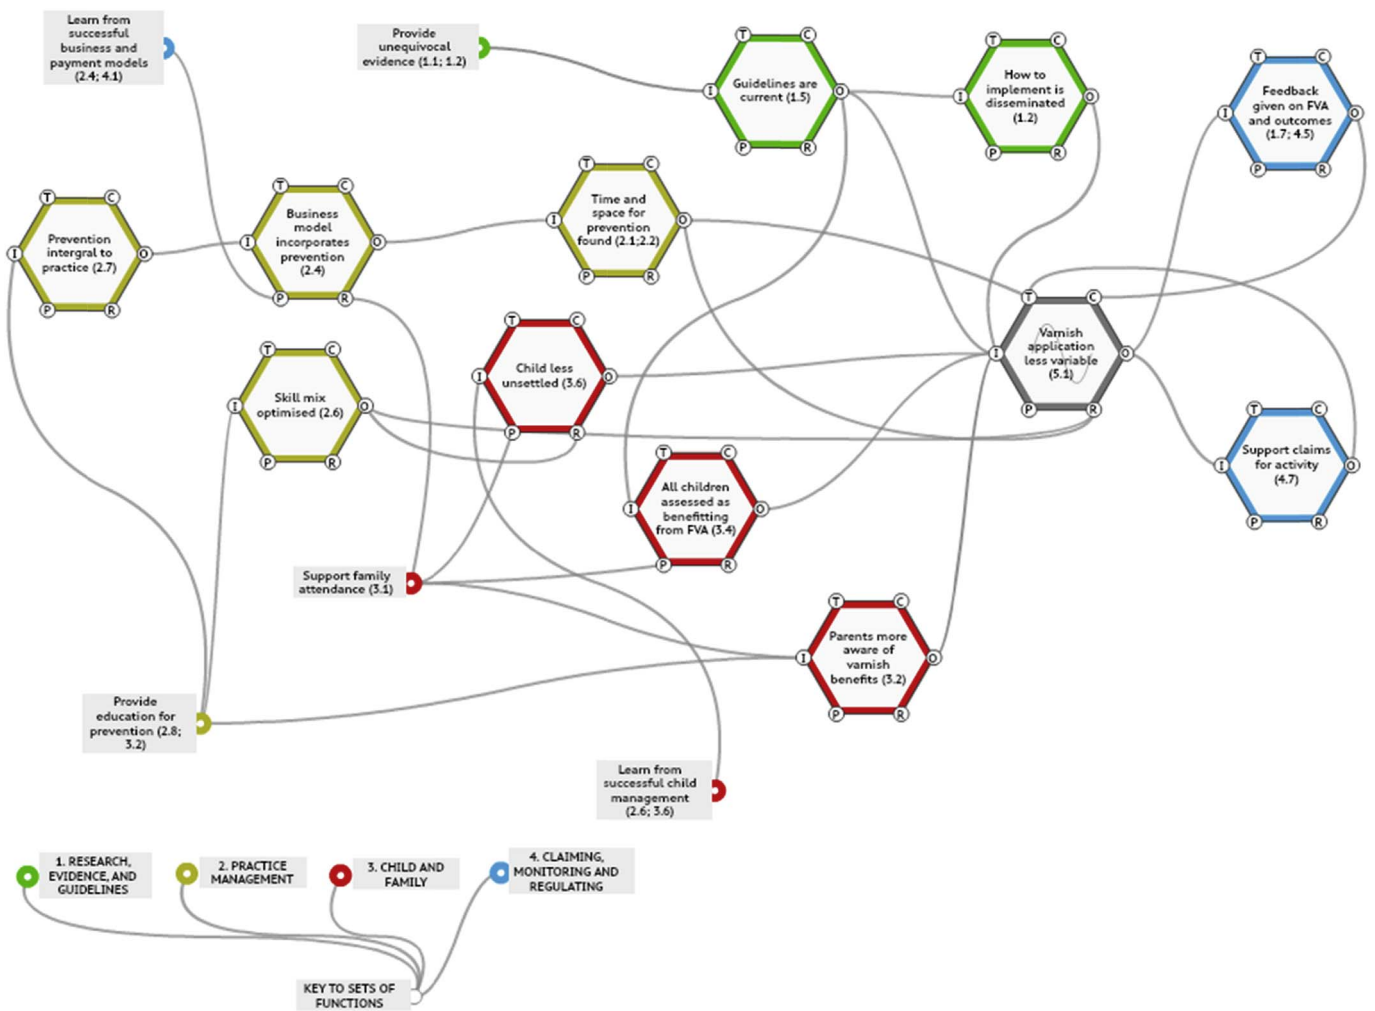 Learn from
successful
business and
payment models
(2.4; 4.1)
Provide
unequivocal
evidence (1.1; 1.2)
T C
I Guidelines are O
current (1.5)
P R
T C
I How to O
implement is
disseminated
(1.2)
P R
T C
I Feedback O
given on FVA
and outcomes
(1.7; 4.5)
P R
T C
I Prevention O
intergral to
practice (2.7)
P R
T C
I Business O
model
incorporates
prevention
(2.4)
P R
T C
I Time and O
space for
prevention
found (2.1;2.2)
P R
T C
I Varnish O
application
less variable
(5.1)
P R
T C
I Child less O
unsettled (3.6)
P R
T C
I Skill mix O
optimised (2.6)
P R
T C
I All children O
assessed as
benefitting
from FVA (3.4)
P R
T C
I Support claims O
for activity
(4.7)
P R
Support family
attendance (3.1)
T C
I Parents more O
aware of
varnish
benefits (3.2)
P R
Provide
education for
prevention (2.8;
3.2)
Learn from
successful child
management
(2.6; 3.6)
1. RESEARCH,
EVIDENCE, AND
GUIDELINES
2. PRACTICE
MANAGEMENT
3. CHILD AND
FAMILY
4. CLAIMING,
MONITORING AND
REGULATING
KEY TO SETS OF
FUNCTIONS